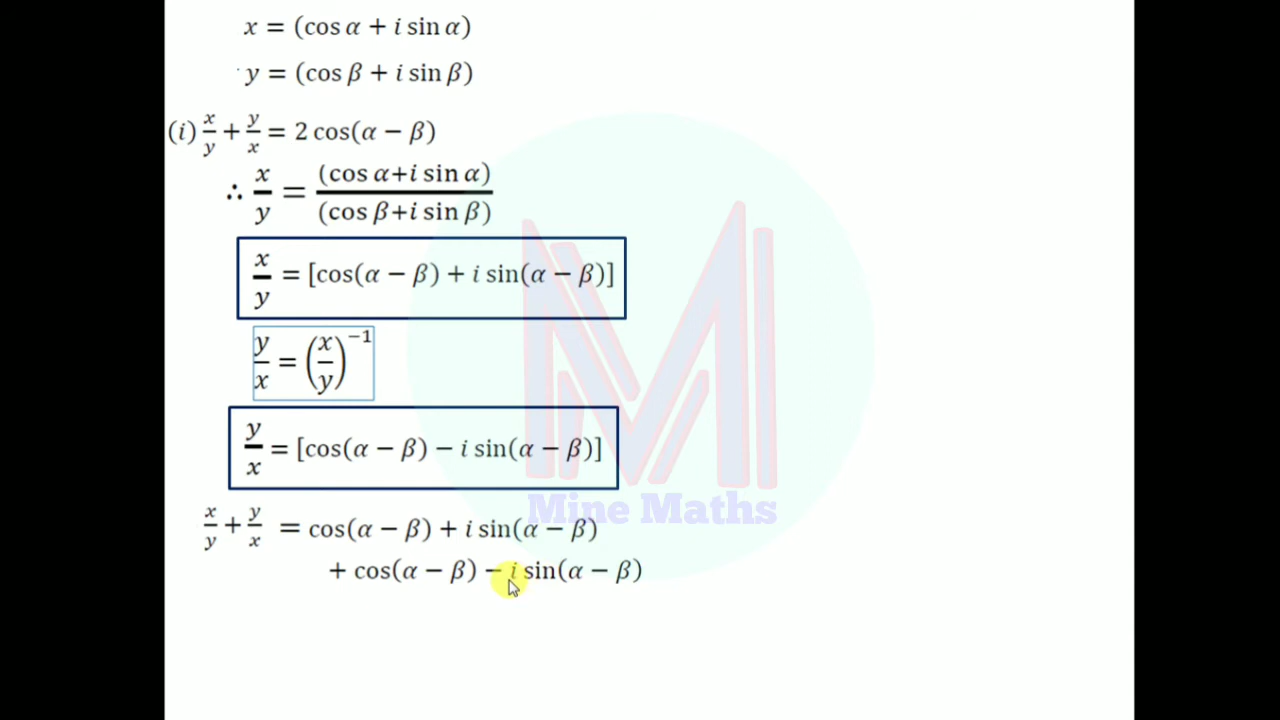 x = (cos α + i sin α)
y = (cos β + i sin β)
(i) x/y + y/x = 2 cos(α − β)
∴ x/y = (cos α+i sin α)/(cos β+i sin β)
x/y = [cos(α − β) + i sin(α − β)]
y/x = (x/y)⁻¹
y/x = [cos(α − β) − i sin(α − β)]
Mine Maths
x/y + y/x = cos(α − β) + i sin(α − β)
+ cos(α − β) − i sin(α − β)